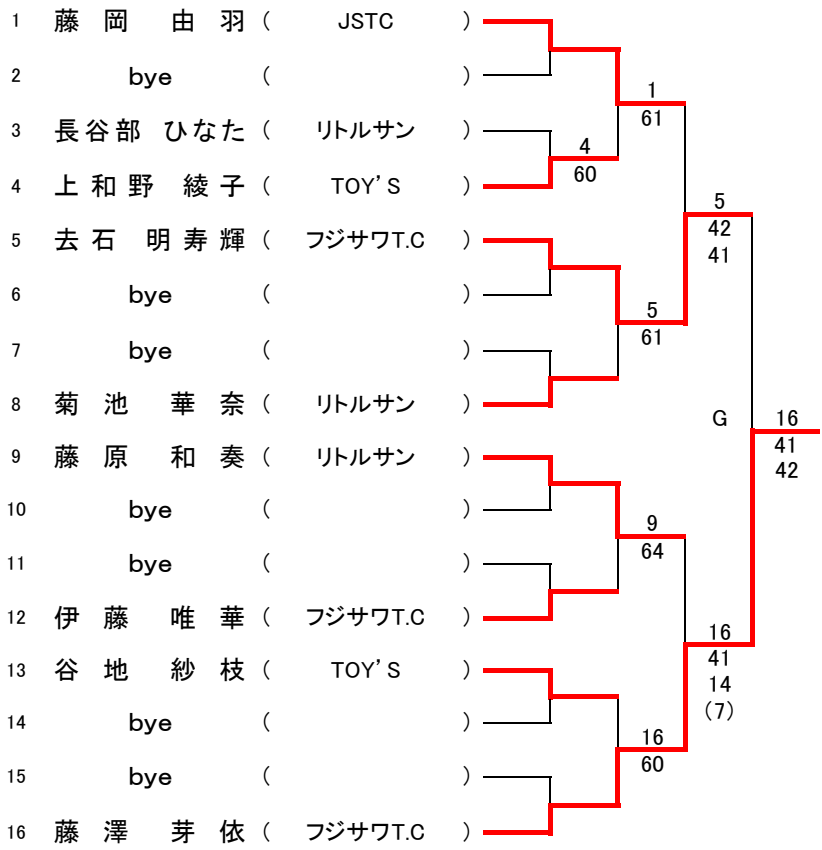 1 藤岡 由羽 ( JSTC )
2 bye ( )
1
61
3 長谷部 ひなた ( リトルサン )
4
60
4 上和野 綾子 ( TOY'S )
5
42
41
5 去石 明寿輝 ( フジサワT.C )
6 bye ( )
5
61
7 bye ( )
8 菊池 華奈 ( リトルサン )
G
16
41
42
9 藤原 和奏 ( リトルサン )
10 bye ( )
9
64
11 bye ( )
12 伊藤 唯華 ( フジサワT.C )
16
41
14
(7)
13 谷地 紗枝 ( TOY'S )
14 bye ( )
16
60
15 bye ( )
16 藤澤 芽依 ( フジサワT.C )